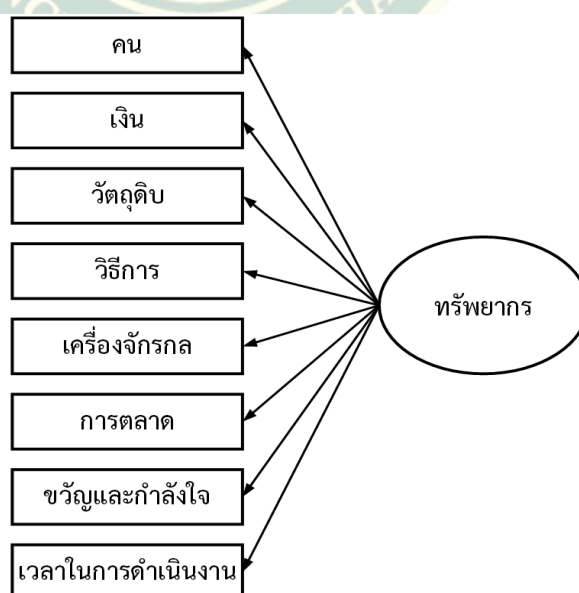 คน
เงิน
วัตถุดิบ
วิธีการ
เครื่องจักรกล
การตลาด
ขวัญและกำลังใจ
เวลาในการดำเนินงาน
ทรัพยากร